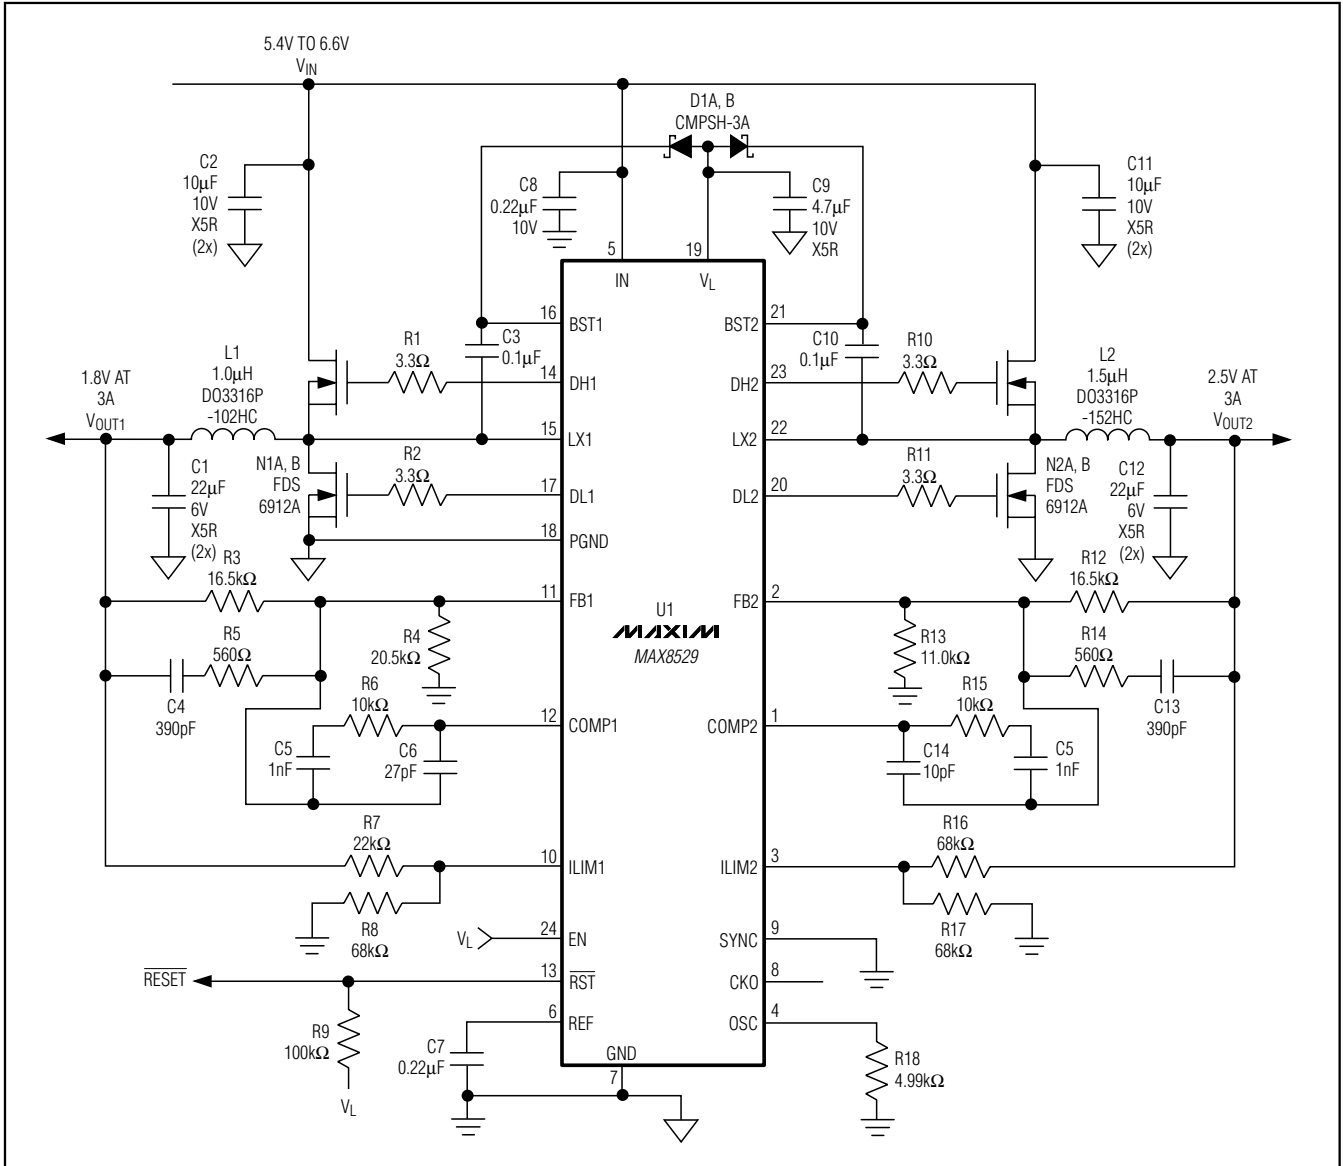 5.4V TO 6.6V
VIN
D1A, B
CMPSH-3A
C2
10µF
10V
X5R
(2x)
C8
0.22µF
10V
C9
4.7µF
10V
X5R
C11
10µF
10V
X5R
(2x)
5
19
IN
VL
16
BST1
BST2
21
C3
0.1µF
C10
0.1µF
R1
3.3Ω
14
DH1
DH2
23
R10
3.3Ω
L1
1.0µH
DO3316P
-102HC
L2
1.5µH
DO3316P
-152HC
1.8V AT
3A
VOUT1
2.5V AT
3A
VOUT2
15
LX1
LX2
22
C1
22µF
6V
X5R
(2x)
N1A, B
FDS
6912A
R2
3.3Ω
17
DL1
DL2
20
R11
3.3Ω
N2A, B
FDS
6912A
C12
22µF
6V
X5R
(2x)
18
PGND
R3
16.5kΩ
11
FB1
FB2
2
R12
16.5kΩ
U1
MAXIM
MAX8529
R5
560Ω
R4
20.5kΩ
R13
11.0kΩ
R14
560Ω
C4
390pF
C13
390pF
R6
10kΩ
12
COMP1
COMP2
1
R15
10kΩ
C5
1nF
C6
27pF
C14
10pF
C5
1nF
R7
22kΩ
10
ILIM1
ILIM2
3
R16
68kΩ
R8
68kΩ
R17
68kΩ
VL
24
EN
SYNC
9
RESET
13
RST
CKO
8
6
REF
OSC
4
R9
100kΩ
VL
C7
0.22µF
GND
7
R18
4.99kΩ